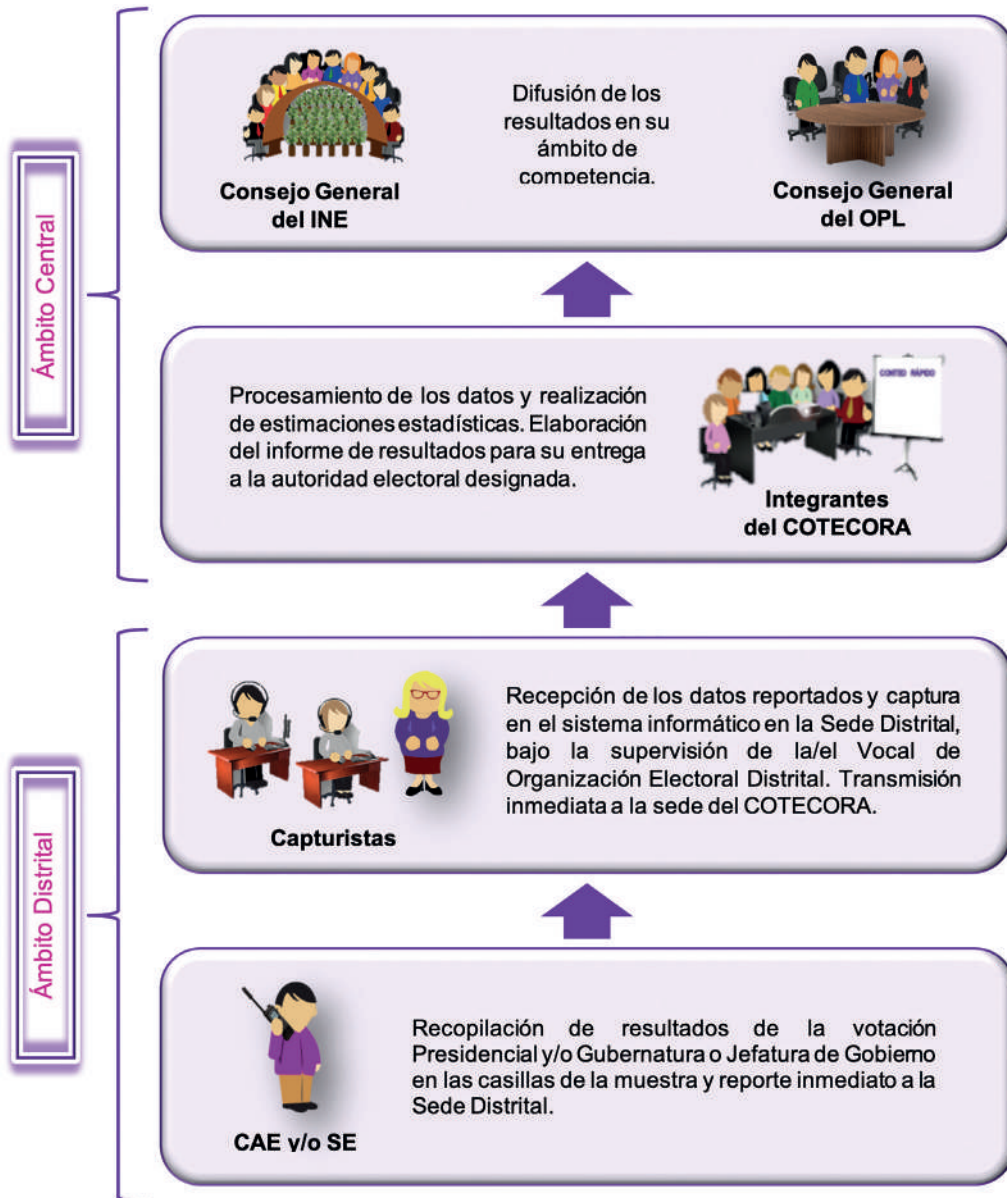 Ámbito Central
Consejo General
del INE
Difusión de los
resultados en su
ámbito de
competencia.
Consejo General
del OPL
Procesamiento de los datos y realización
de estimaciones estadísticas. Elaboración
del informe de resultados para su entrega
a la autoridad electoral designada.
CONTEO RÁPIDO
Integrantes
del COTECORA
Ámbito Distrital
Capturistas
Recepción de los datos reportados y captura
en el sistema informático en la Sede Distrital,
bajo la supervisión de la/el Vocal de
Organización Electoral Distrital. Transmisión
inmediata a la sede del COTECORA.
CAE y/o SE
Recopilación de resultados de la votación
Presidencial y/o Gubernatura o Jefatura de Gobierno
en las casillas de la muestra y reporte inmediato a la
Sede Distrital.